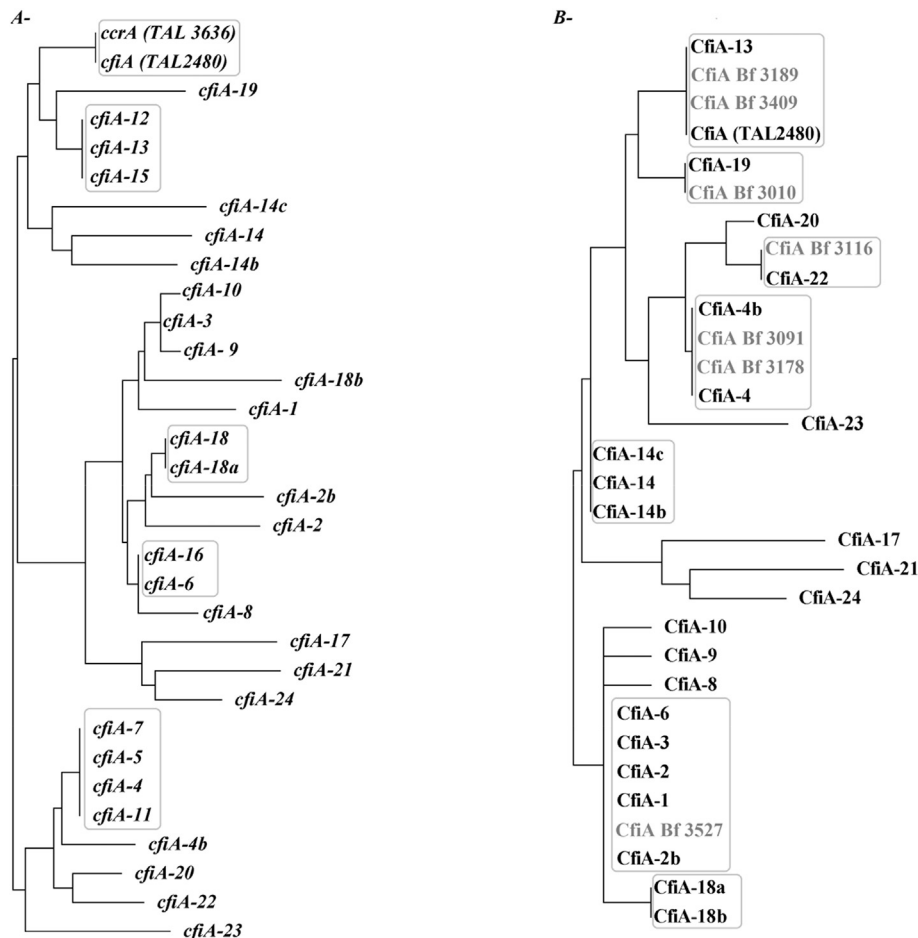 A-
ccrA (TAL 3636)
cfiA (TAL2480)
cfiA-19
cfiA-12
cfiA-13
cfiA-15
cfiA-14c
cfiA-14
cfiA-14b
cfiA-10
cfiA-3
cfiA- 9
cfiA-18b
cfiA-1
cfiA-18
cfiA-18a
cfiA-2b
cfiA-2
cfiA-16
cfiA-6
cfiA-8
cfiA-17
cfiA-21
cfiA-24
cfiA-7
cfiA-5
cfiA-4
cfiA-11
cfiA-4b
cfiA-20
cfiA-22
cfiA-23
B-
CfiA-13
CfiA Bf 3189
CfiA Bf 3409
CfiA (TAL2480)
CfiA-19
CfiA Bf 3010
CfiA-20
CfiA Bf 3116
CfiA-22
CfiA-4b
CfiA Bf 3091
CfiA Bf 3178
CfiA-4
CfiA-23
CfiA-14c
CfiA-14
CfiA-14b
CfiA-17
CfiA-21
CfiA-24
CfiA-10
CfiA-9
CfiA-8
CfiA-6
CfiA-3
CfiA-2
CfiA-1
CfiA Bf 3527
CfiA-2b
CfiA-18a
CfiA-18b